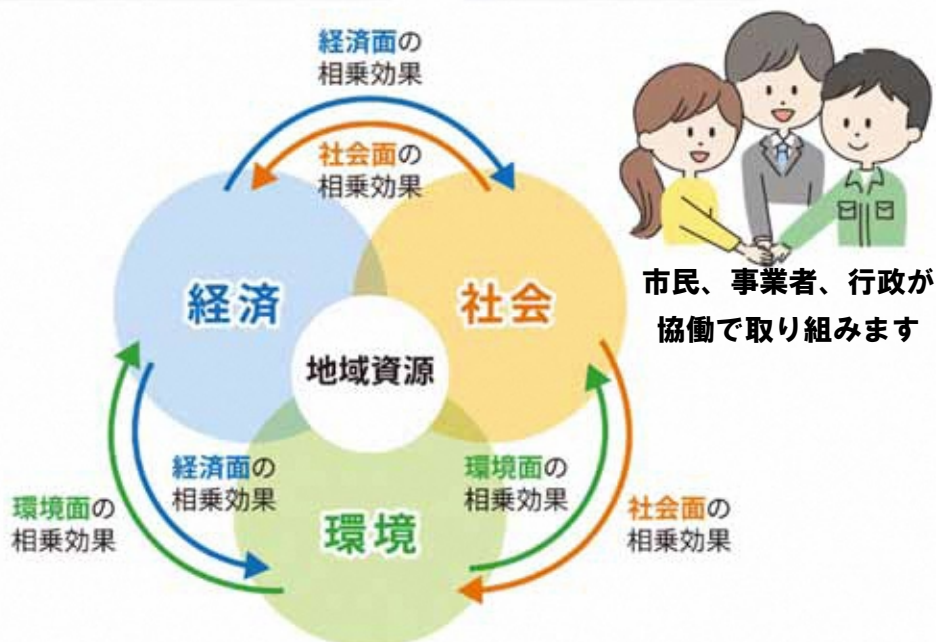 経済面の
相乗効果
社会面の
相乗効果
経済
社会
地域資源
市民、事業者、行政が
協働で取り組みます
経済面の
相乗効果
環境面の
相乗効果
環境面の
相乗効果
社会面の
相乗効果
環境